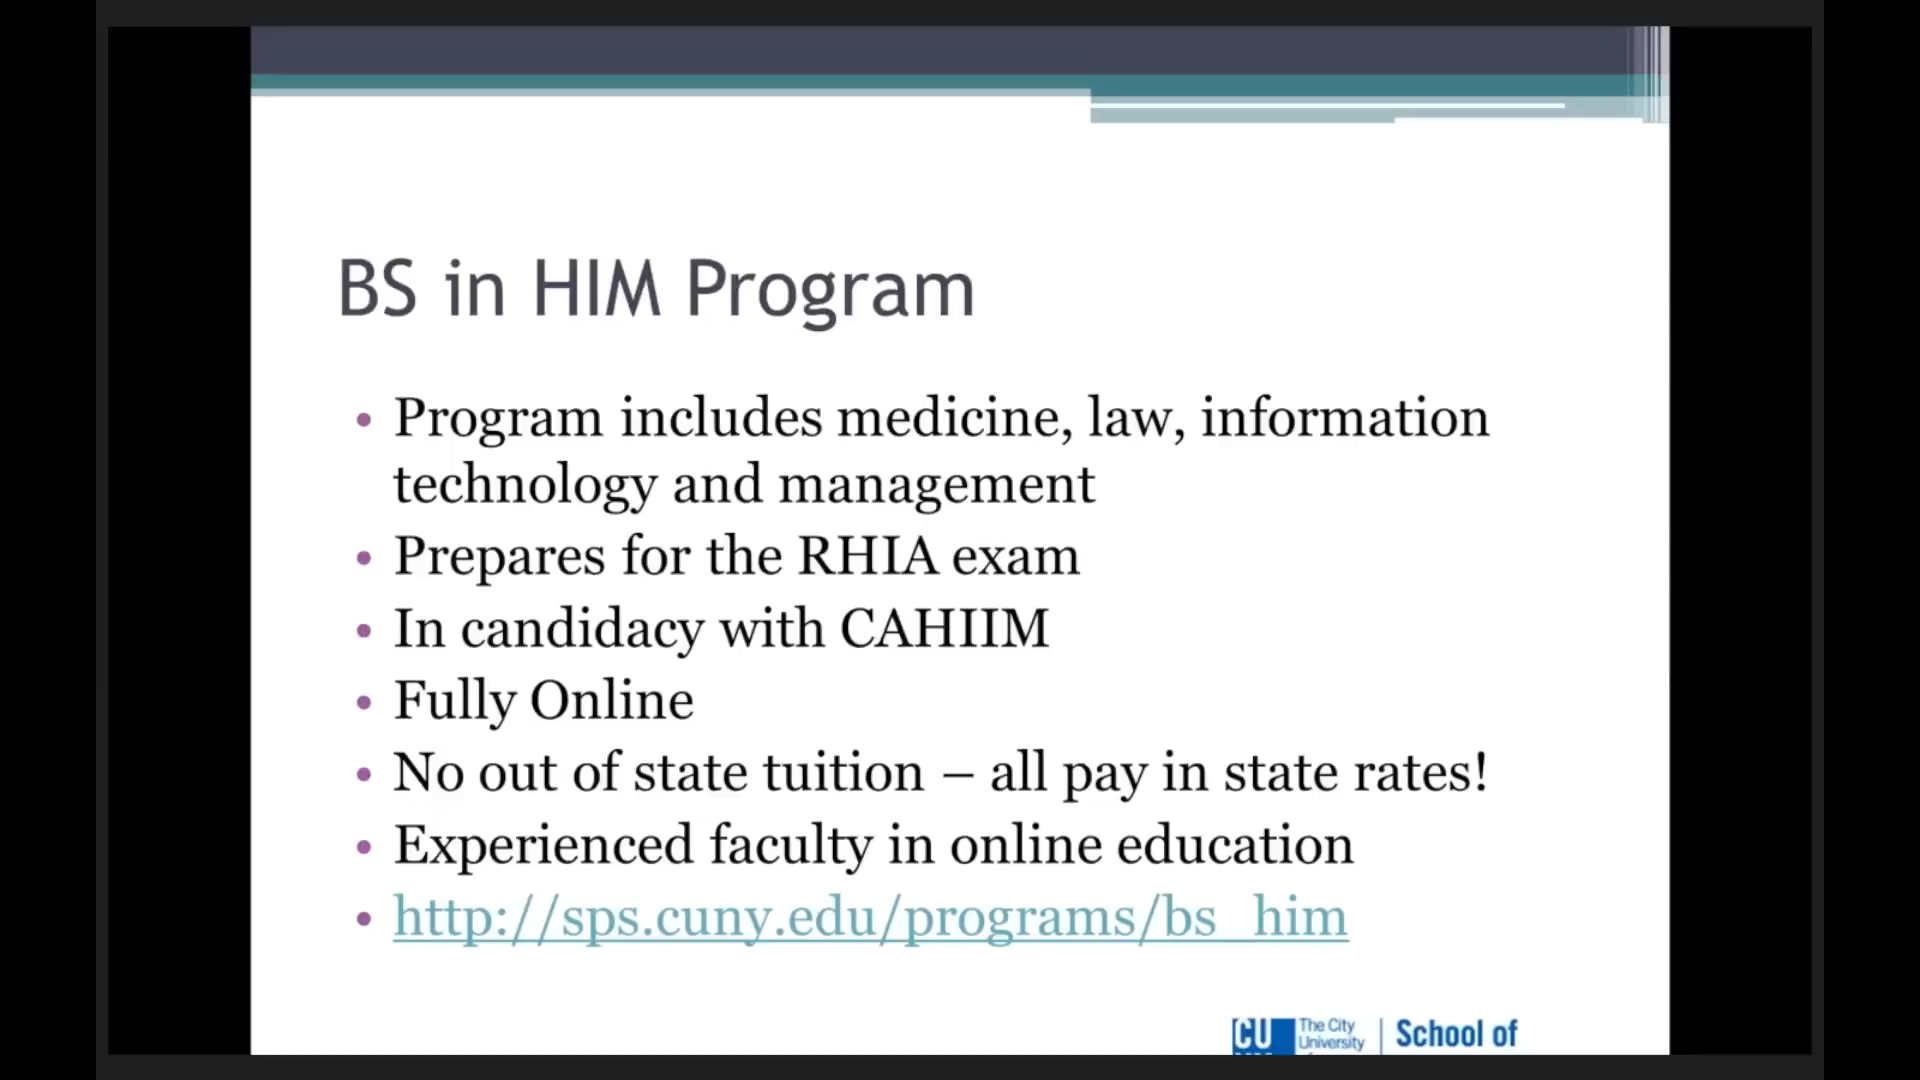 BS in HIM Program
• Program includes medicine, law, information
technology and management
• Prepares for the RHIA exam
• In candidacy with CAHIIM
• Fully Online
• No out of state tuition – all pay in state rates!
• Experienced faculty in online education
• http://sps.cuny.edu/programs/bs_him
CU The City School of
University